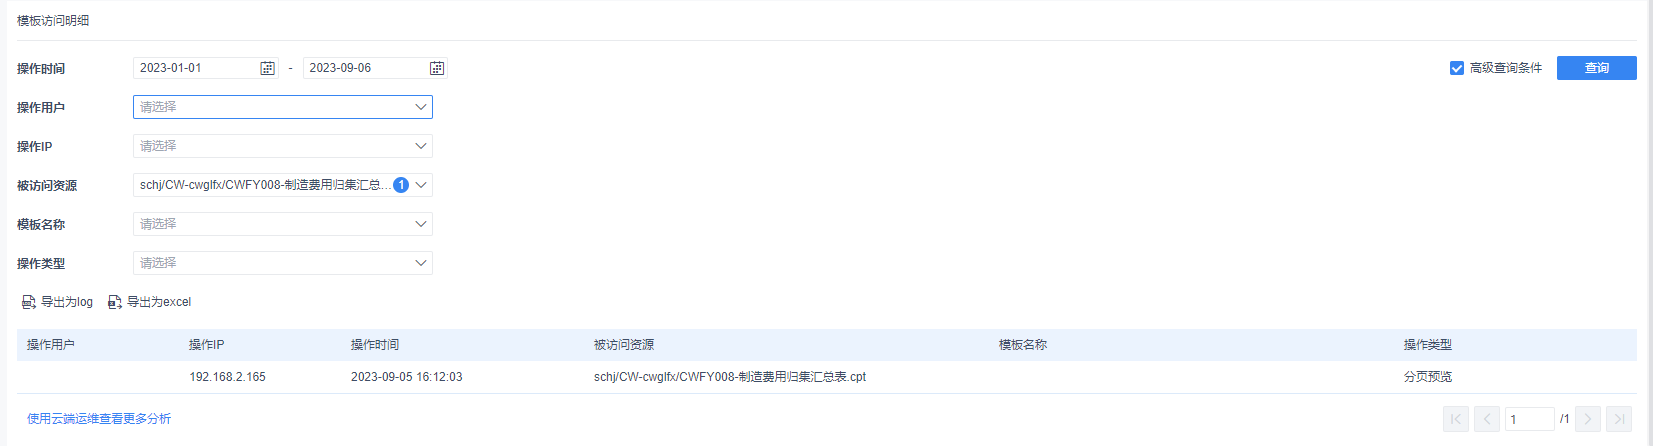 模板访问明细
操作时间 2023-01-01 - 2023-09-06 高级查询条件 查询
操作用户 请选择
操作IP 请选择
被访问资源 schj/CW-cwglfx/CWFY008-制造费用归集汇总... 1
模板名称 请选择
操作类型 请选择
导出为log 导出为excel
操作用户 操作IP 操作时间 被访问资源 模板名称 操作类型
192.168.2.165 2023-09-05 16:12:03 schj/CW-cwglfx/CWFY008-制造费用归集汇总表.cpt 分页预览
使用云端运维查看更多分析 1 /1